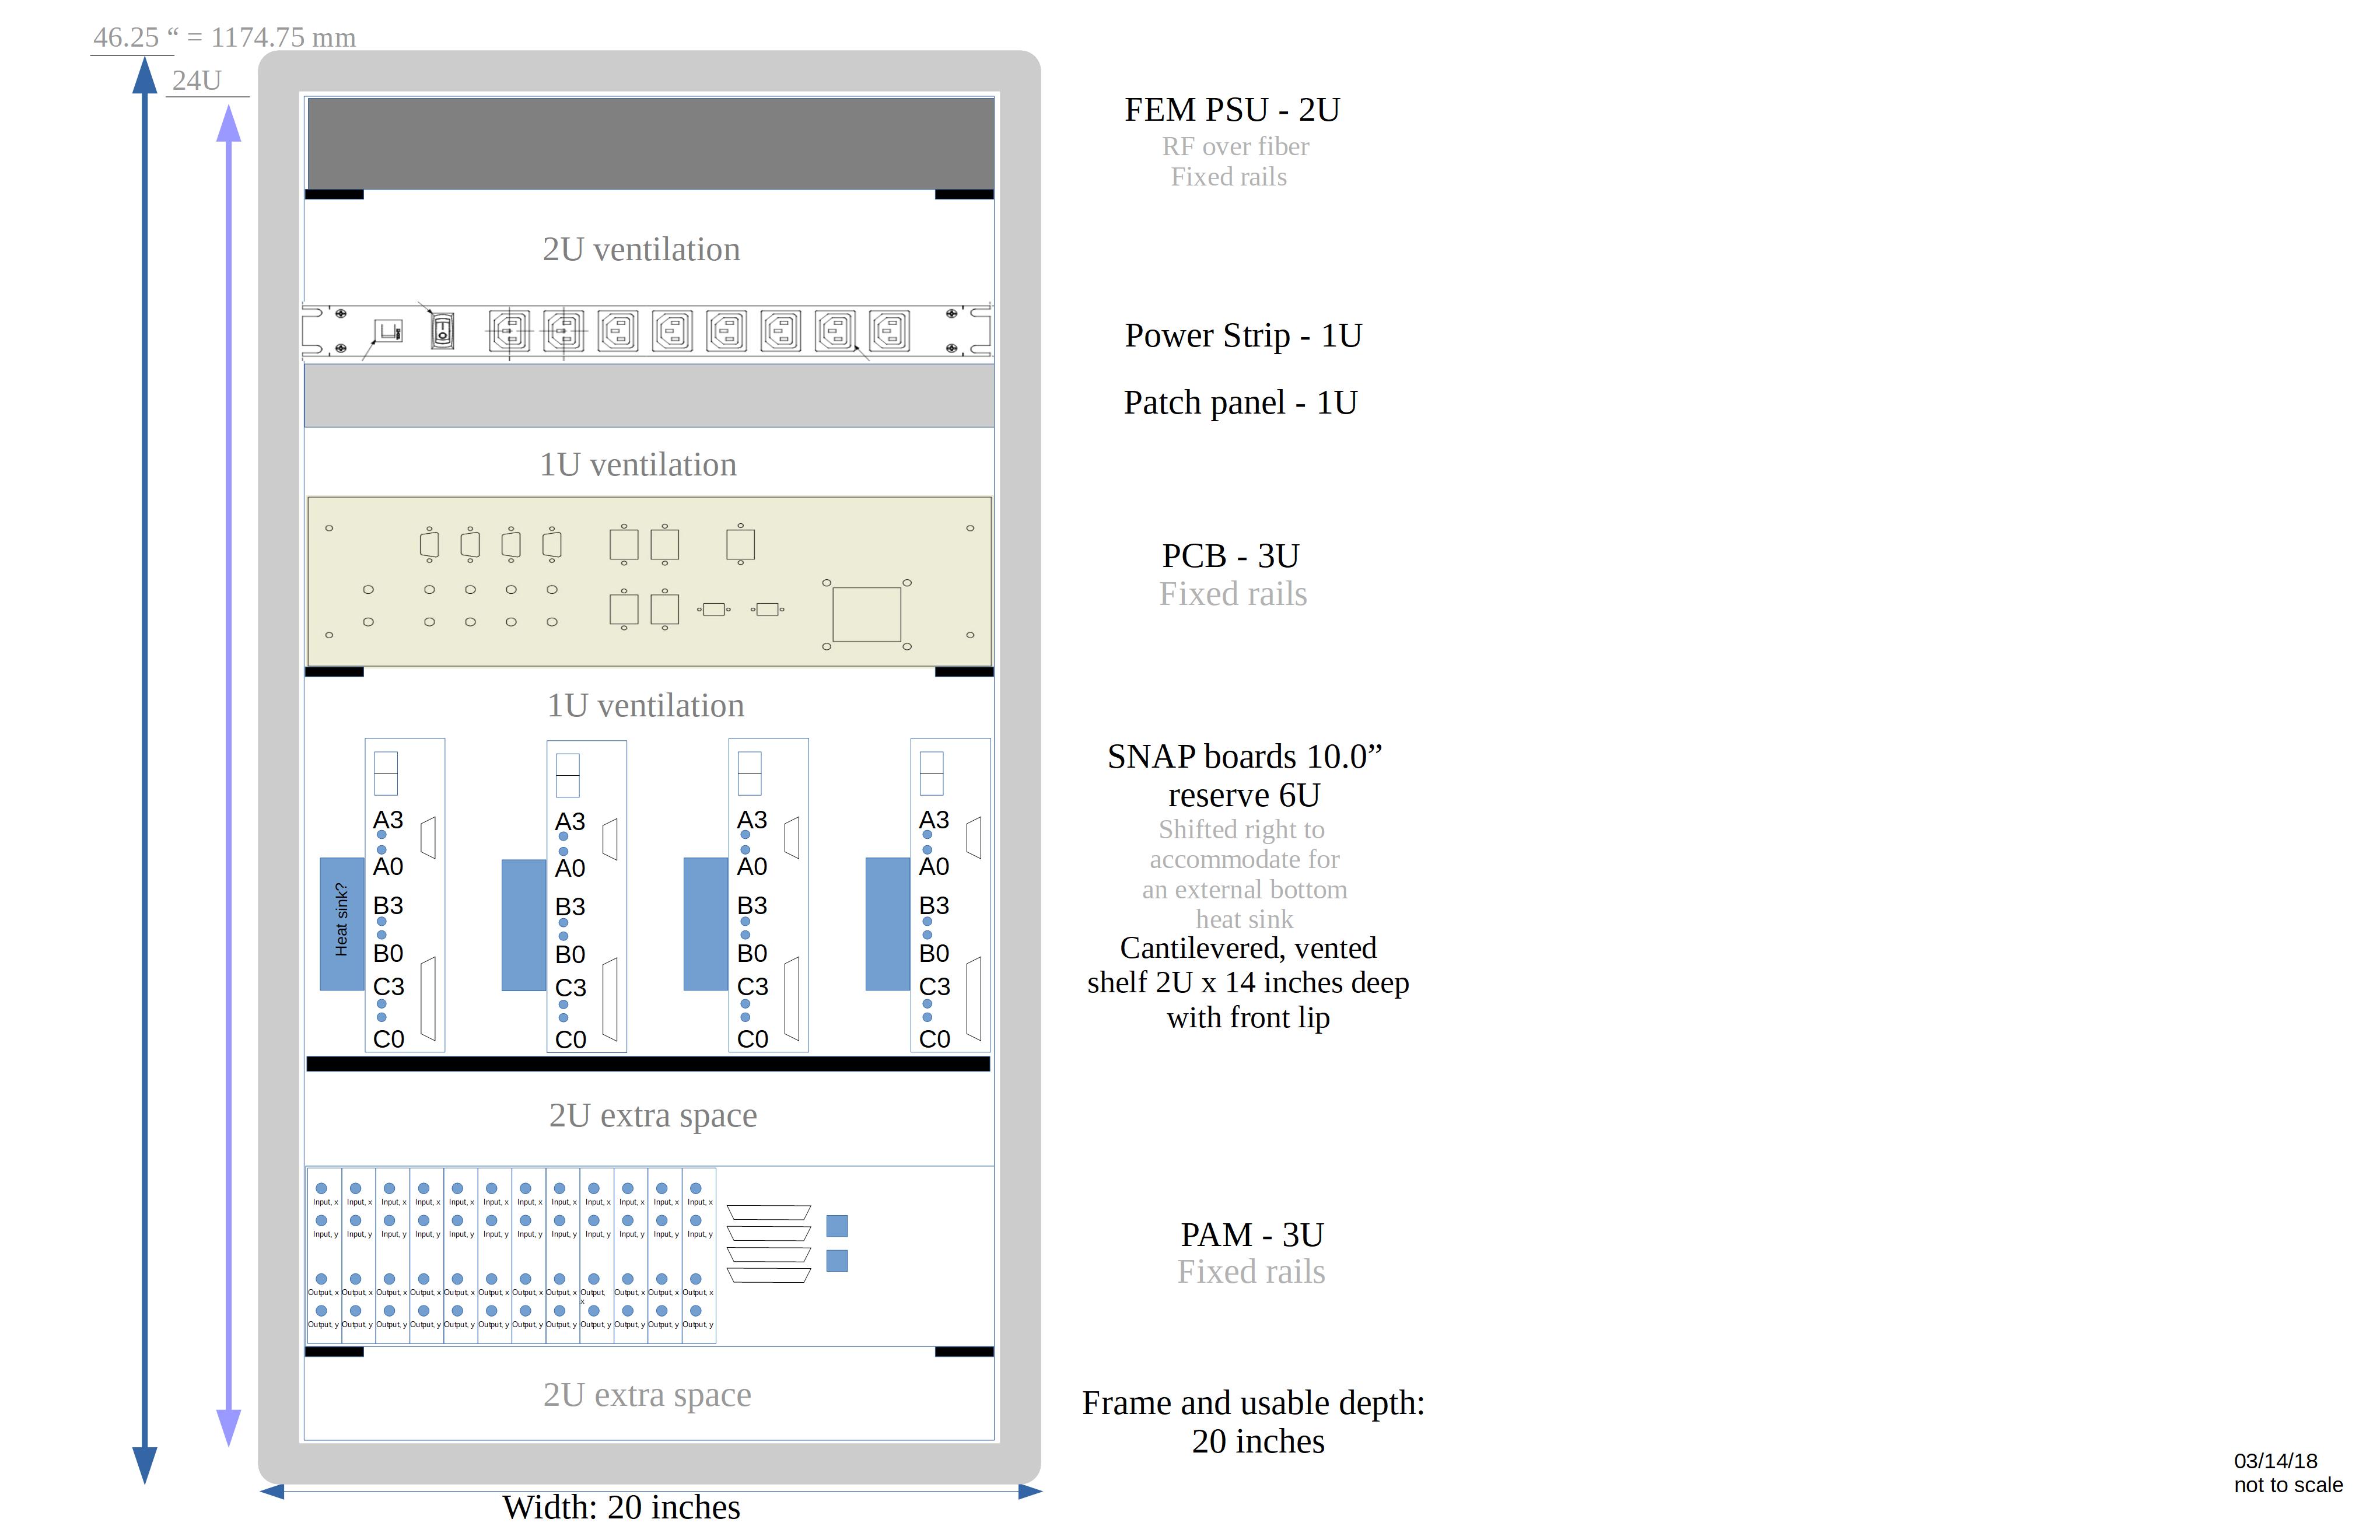 46.25 “ = 1174.75 mm
24U
FEM PSU - 2U
RF over fiber
Fixed rails
2U ventilation
Power Strip - 1U
Patch panel - 1U
1U ventilation
PCB - 3U
Fixed rails
1U ventilation
SNAP boards 10.0”
reserve 6U
Shifted right to
accommodate for
an external bottom
heat sink
Cantilevered, vented
shelf 2U x 14 inches deep
with front lip
Heat sink?
A3 A3 A3 A3
A0 A0 A0 A0
B3 B3 B3 B3
B0 B0 B0 B0
C3 C3 C3 C3
C0 C0 C0 C0
2U extra space
Input, x Input, x Input, x Input, x Input, x Input, x Input, x Input, x Input, x Input, x Input, x Input, x
Input, y Input, y Input, y Input, y Input, y Input, y Input, y Input, y Input, y Input, y Input, y Input, y
Output, x Output, x Output, x Output, x Output, x Output, x Output, x Output, x Output, x Output, x Output, x Output, x
Output, y Output, y Output, y Output, y Output, y Output, y Output, y Output, y Output, y Output, y Output, y Output, y
PAM - 3U
Fixed rails
2U extra space
Frame and usable depth:
20 inches
Width: 20 inches
03/14/18
not to scale